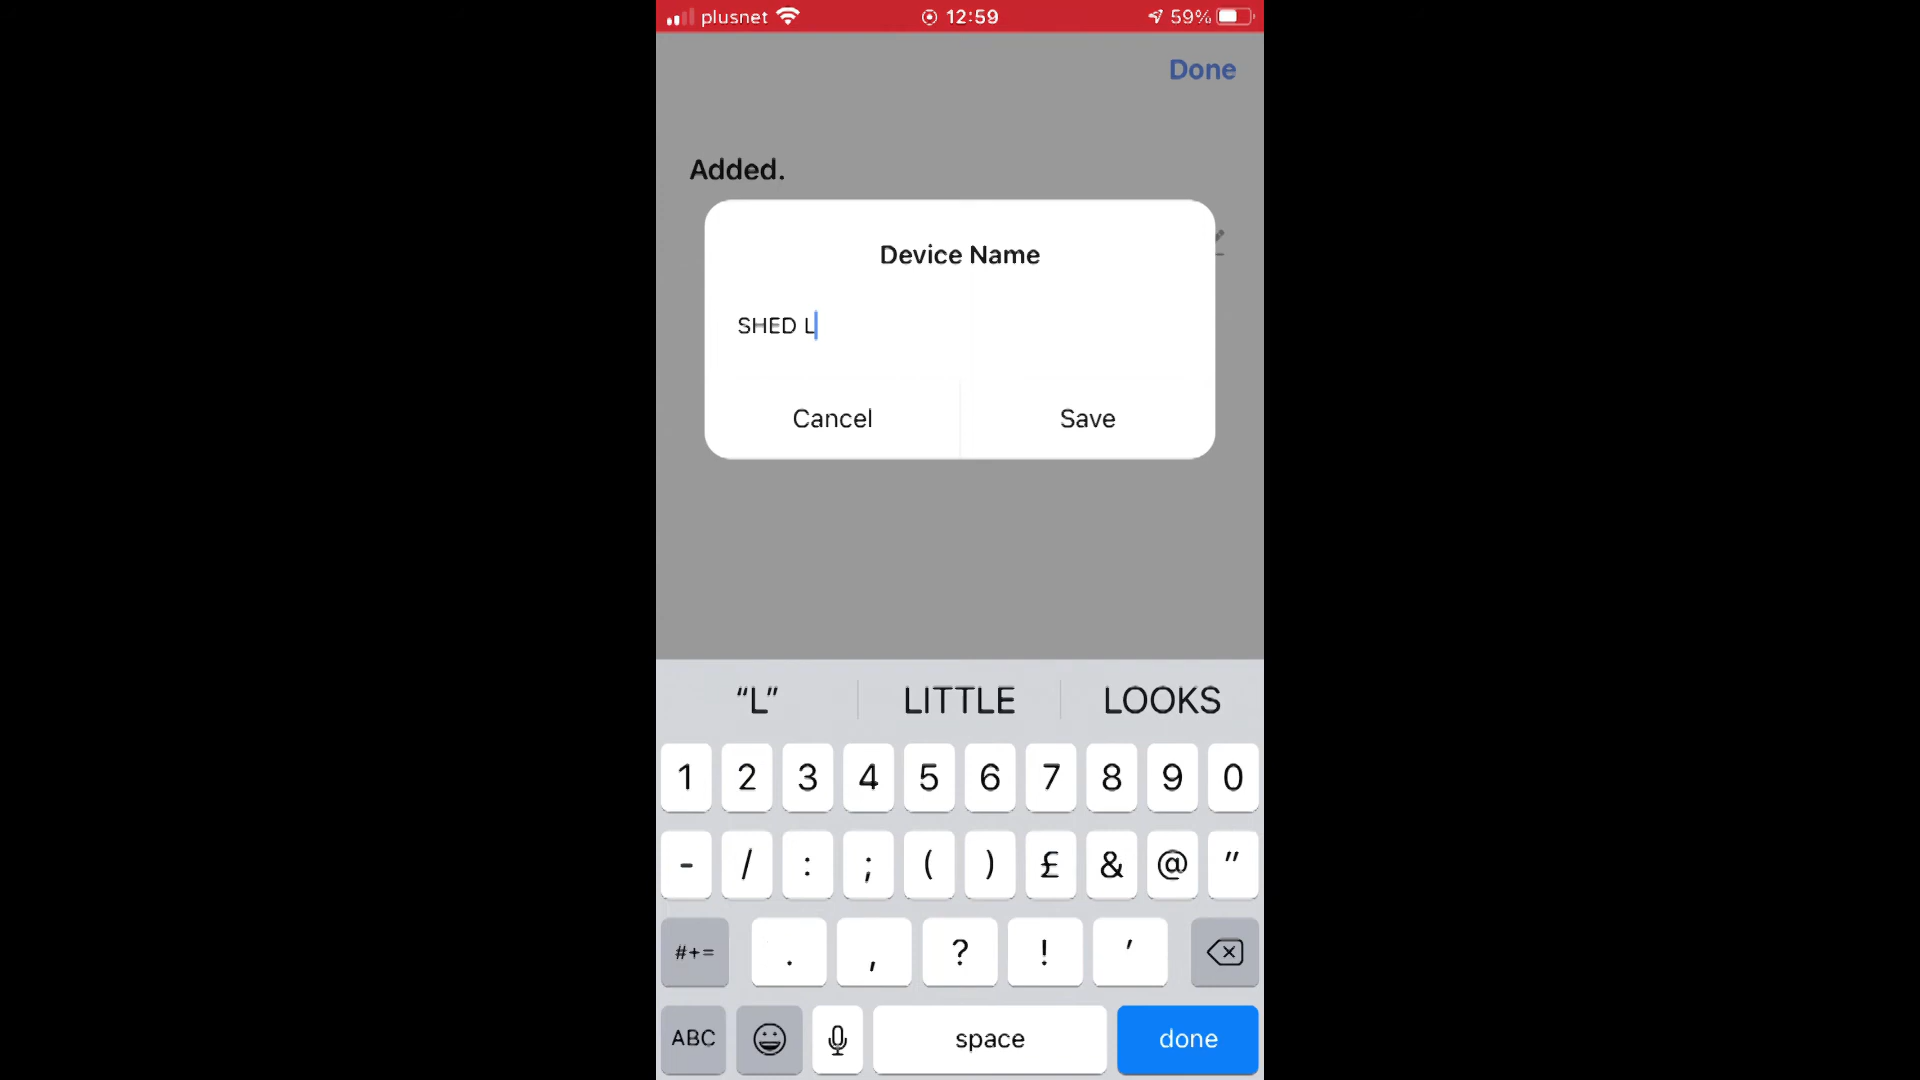 plusnet 12:59 59%
Done
Added.
Device Name
SHED L
Cancel Save
“L” LITTLE LOOKS
1 2 3 4 5 6 7 8 9 0
- / : ; ( ) £ & @ "
#+= . , ? ! '
ABC space done